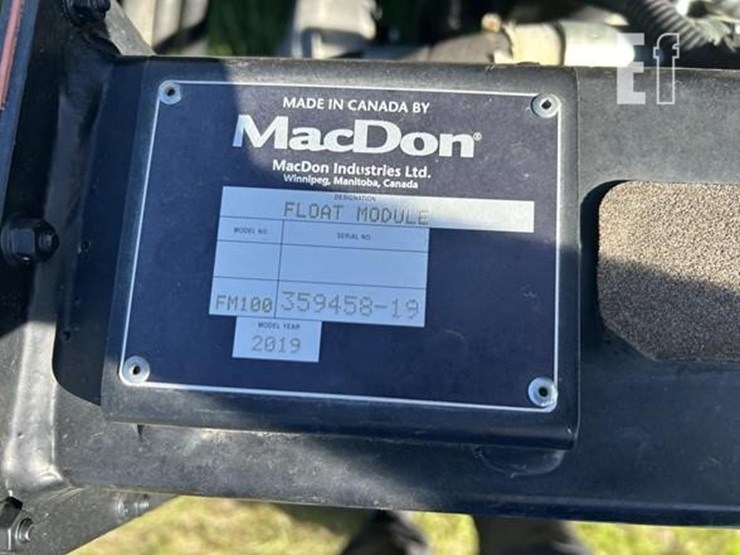 Ef
MADE IN CANADA BY
MacDon®
MacDon Industries Ltd.
Winnipeg, Manitoba, Canada
DESIGNATION
FLOAT MODULE
MODEL NO. SERIAL NO.
FM100 359458-19
MODEL YEAR
2019